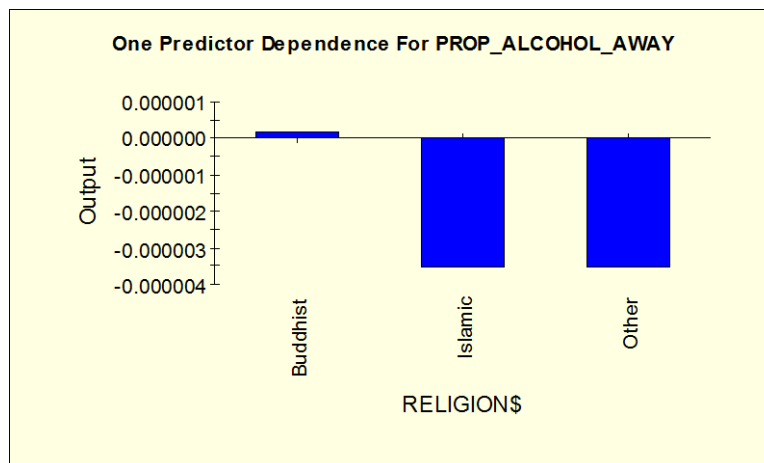 One Predictor Dependence For PROP_ALCOHOL_AWAY
Output
0.000001
0.000000
-0.000001
-0.000002
-0.000003
-0.000004
Buddhist
Islamic
Other
RELIGION$